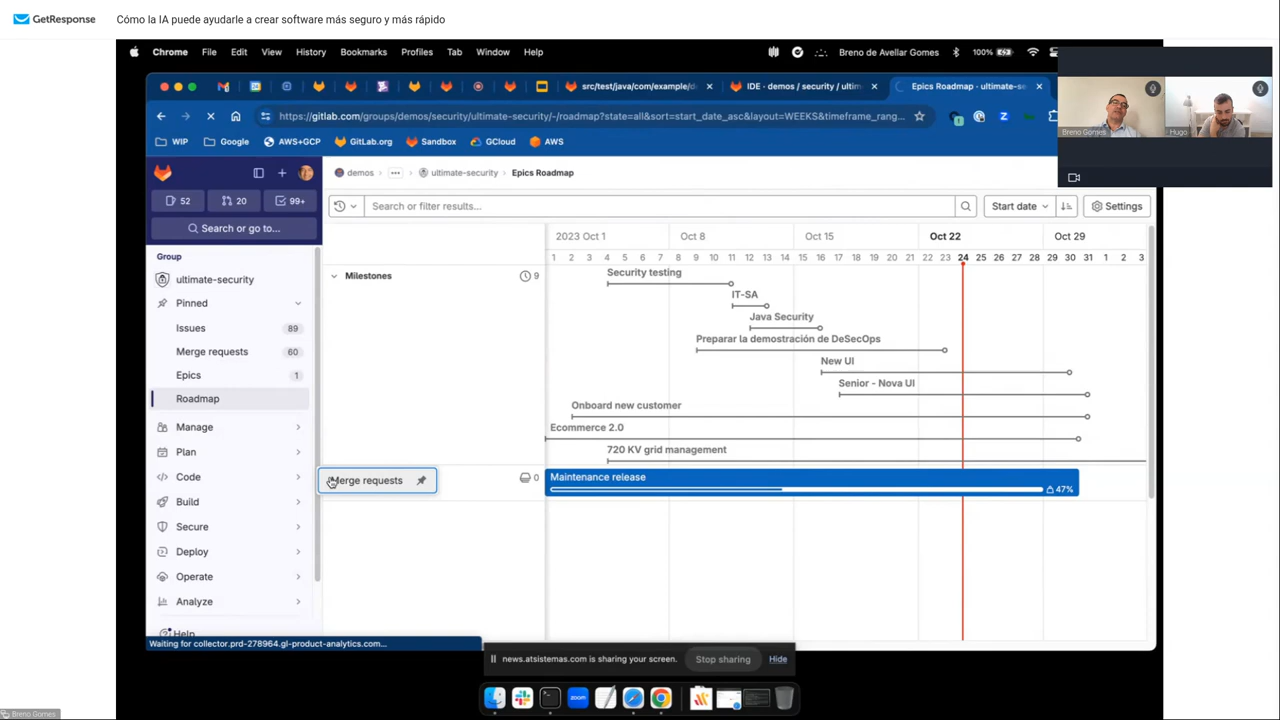 GetResponse
Cómo la IA puede ayudarle a crear software más seguro y más rápido
Chrome File Edit View History Bookmarks Profiles Tab Window Help
Breno de Avellar Gomes 100%
src/test/java/com/example/d
IDE - demos / security / ultim
Epics Roadmap · ultimate-se
https://gitlab.com/groups/demos/security/ultimate-security/-/roadmap?state=all&sort=start_date_asc&layout=WEEKS&timeframe_rang...
WIP Google AWS+GCP GitLab.org Sandbox GCloud AWS
Breno Gomes
Hugo
demos ultimate-security Epics Roadmap
52 20 99+
Search or go to...
Search or filter results...
Start date
Settings
Group
ultimate-security
Pinned
Issues 89
Merge requests 60
Epics 1
Roadmap
Manage
Plan
Code
Build
Secure
Deploy
Operate
Analyze
Help
2023 Oct 1 Oct 8 Oct 15 Oct 22 Oct 29
1 2 3 4 5 6 7 8 9 10 11 12 13 14 15 16 17 18 19 20 21 22 23 24 25 26 27 28 29 30 31 1 2 3
Milestones 9
Security testing
IT-SA
Java Security
Preparar la demostración de DeSecOps
New UI
Senior - Nova UI
Onboard new customer
Ecommerce 2.0
720 KV grid management
Merge requests
0
Maintenance release
47%
Waiting for collector.prd-278964.gl-product-analytics.com...
news.atsistemas.com is sharing your screen.
Stop sharing
Hide
zoom
Breno Gomes